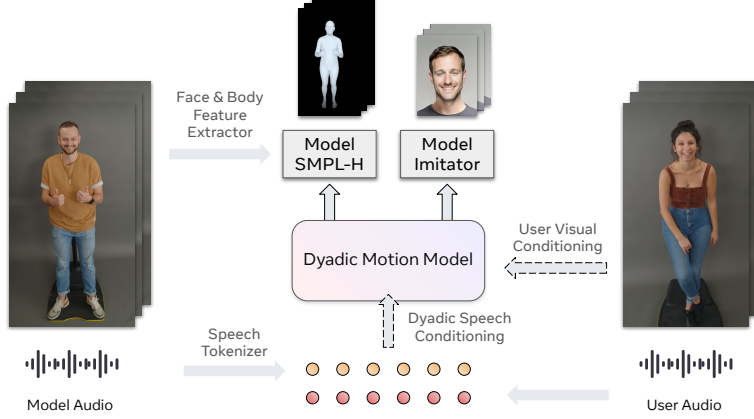 Face & Body
Feature
Extractor
Model
SMPL-H
Model
Imitator
Dyadic Motion Model
User Visual
Conditioning
Dyadic Speech
Conditioning
Speech
Tokenizer
Model Audio
User Audio